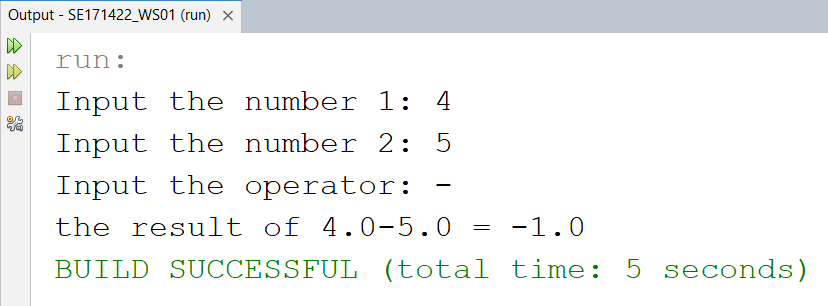 Output - SE171422_WS01 (run)
run:
Input the number 1: 4
Input the number 2: 5
Input the operator: -
the result of 4.0-5.0 = -1.0
BUILD SUCCESSFUL (total time: 5 seconds)